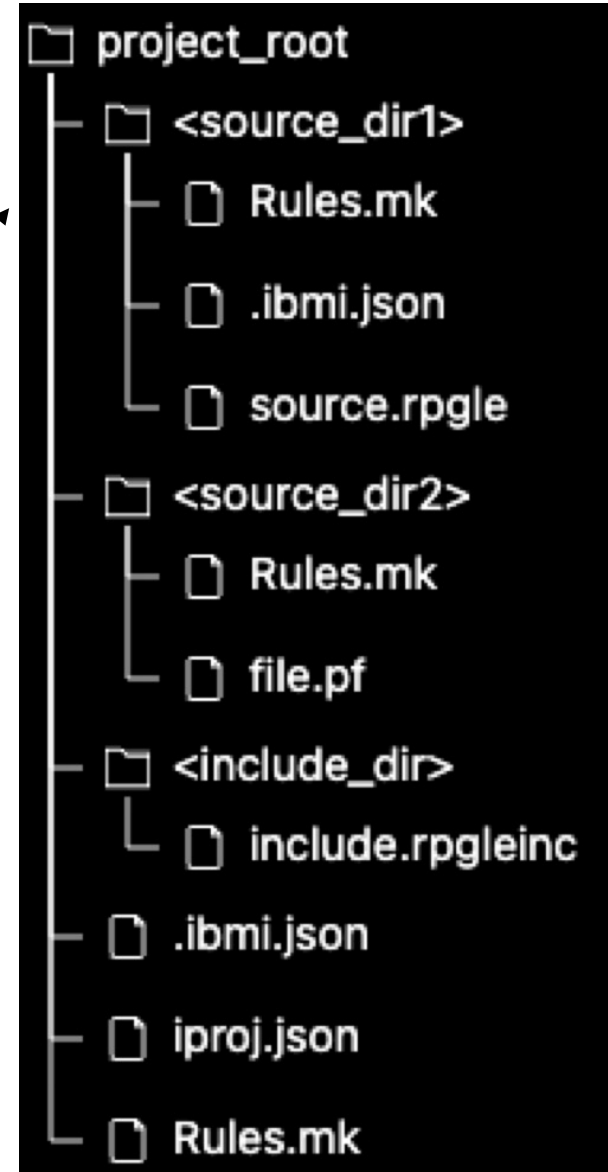 project_root
<source_dir1>
Rules.mk
.ibmi.json
source.rpgle
<source_dir2>
Rules.mk
file.pf
<include_dir>
include.rpgleinc
.ibmi.json
iproj.json
Rules.mk